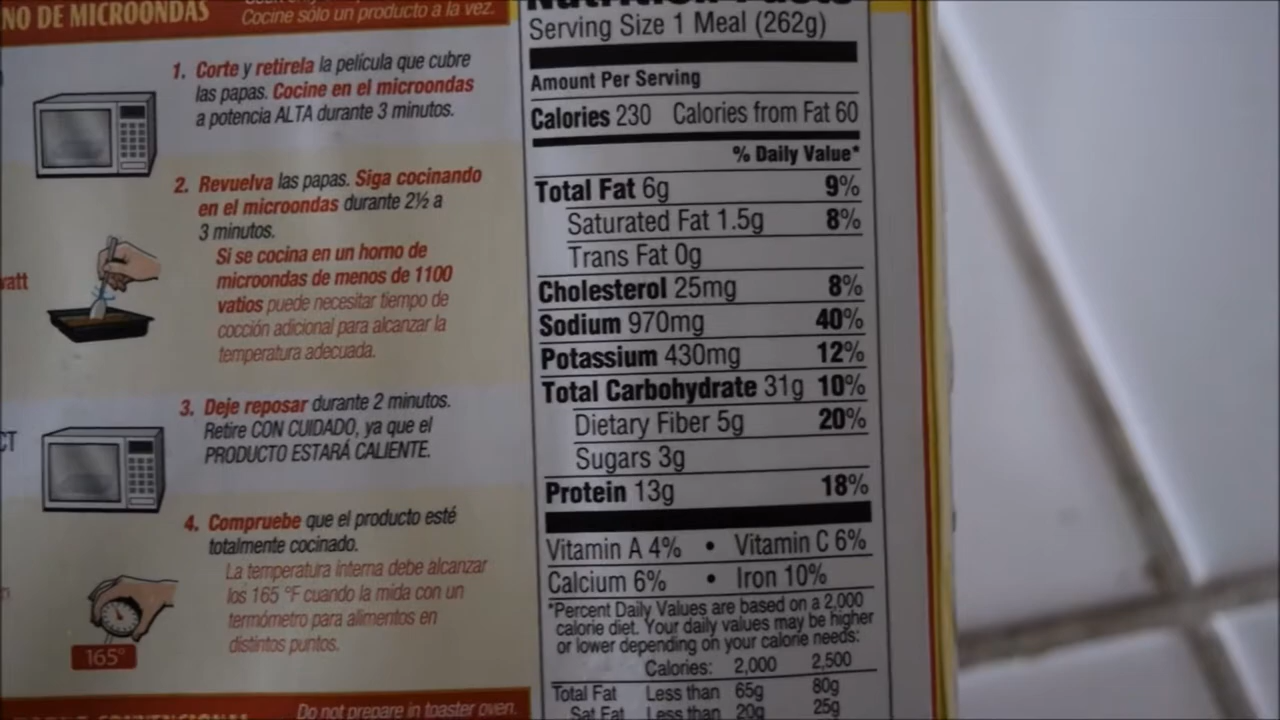 NO DE MICROONDAS
Cocine sólo un producto a la vez.
1. Corte y retirela la película que cubre
las papas. Cocine en el microondas
a potencia ALTA durante 3 minutos.
2. Revuelva las papas. Siga cocinando
en el microondas durante 2½ a
3 minutos.
Si se cocina en un horno de
microondas de menos de 1100
vatios puede necesitar tiempo de
cocción adicional para alcanzar la
temperatura adecuada.
watt
3. Deje reposar durante 2 minutos.
Retire CON CUIDADO, ya que el
PRODUCTO ESTARÁ CALIENTE.
CT
4. Compruebe que el producto esté
totalmente cocinado.
La temperatura interna debe alcanzar
los 165 °F cuando la mida con un
termómetro para alimentos en
distintos puntos.
165°
Do not prepare in toaster oven.
Nutrition Facts
Serving Size 1 Meal (262g)
Amount Per Serving
Calories 230 Calories from Fat 60
% Daily Value*
Total Fat 6g 9%
Saturated Fat 1.5g 8%
Trans Fat 0g
Cholesterol 25mg 8%
Sodium 970mg 40%
Potassium 430mg 12%
Total Carbohydrate 31g 10%
Dietary Fiber 5g 20%
Sugars 3g
Protein 13g 18%
Vitamin A 4% • Vitamin C 6%
Calcium 6% • Iron 10%
*Percent Daily Values are based on a 2,000
calorie diet. Your daily values may be higher
or lower depending on your calorie needs:
Calories: 2,000 2,500
Total Fat Less than 65g 80g
Sat Fat Less than 20g 25g